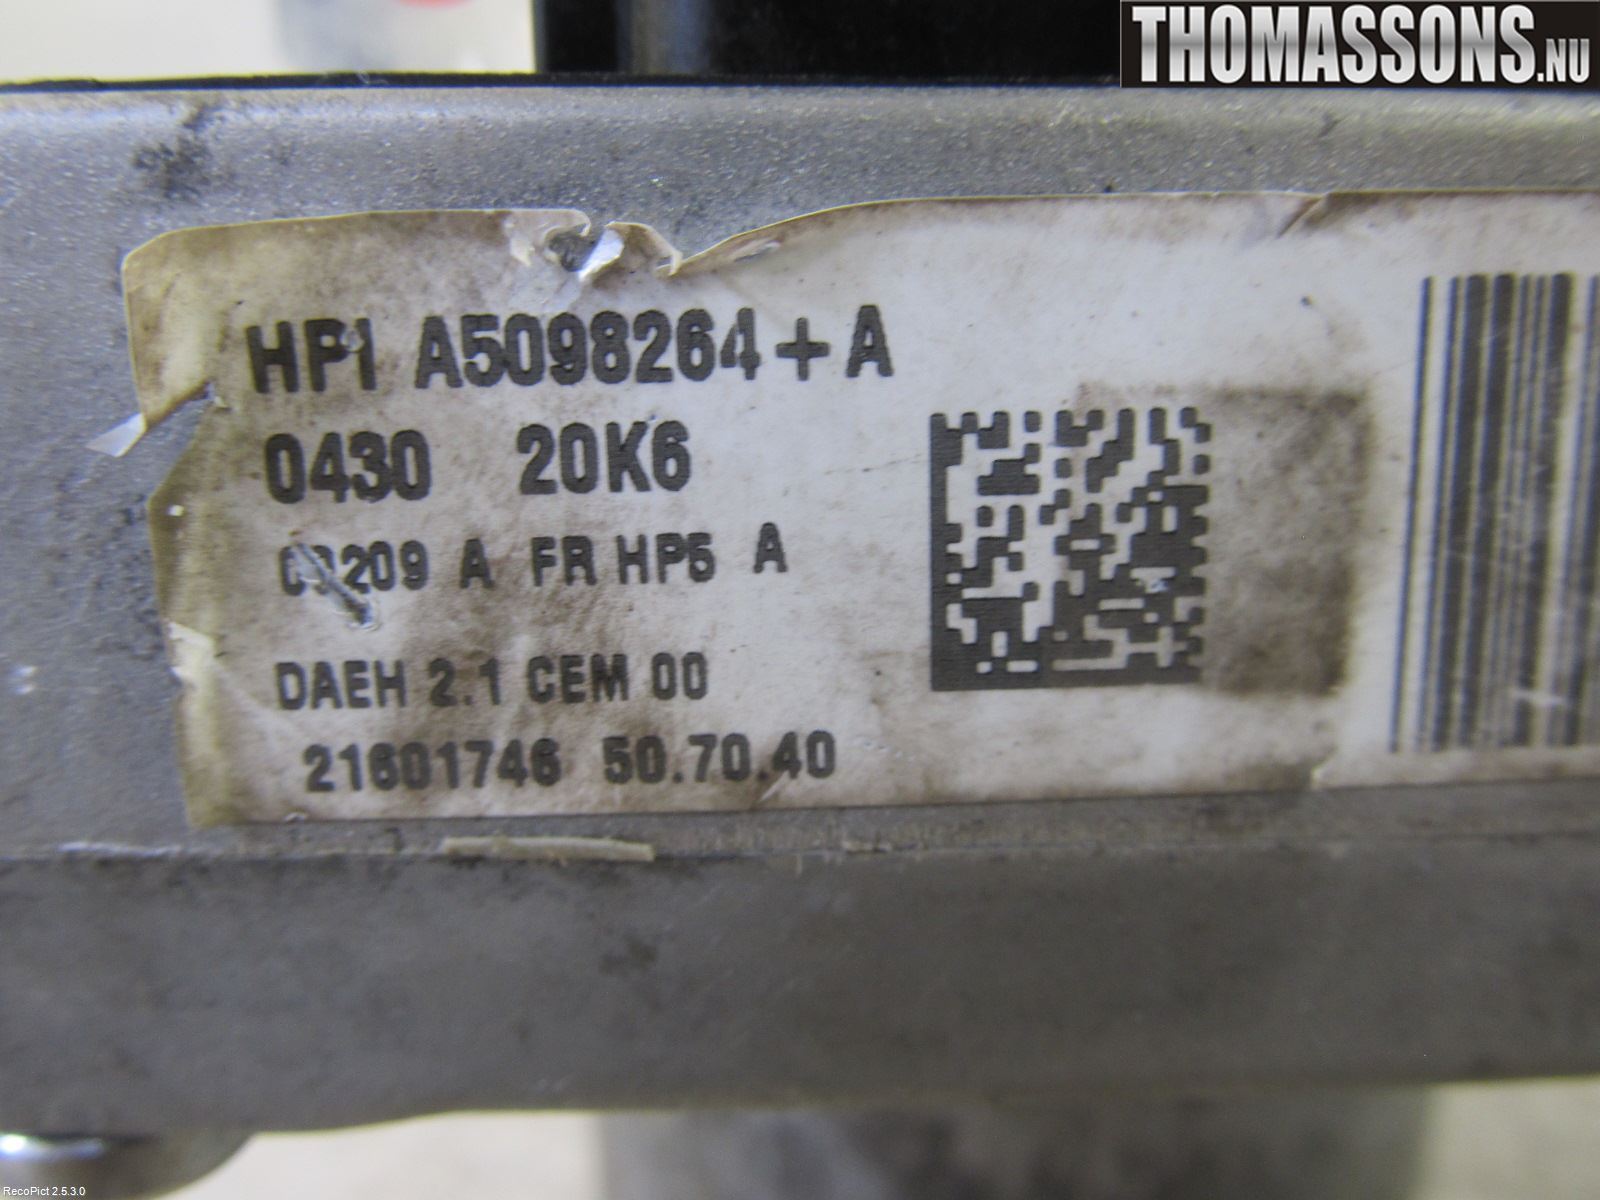 THOMASSONS.NU
HPI A5098264+A
0430 20K6
A FR HP5 A
DAEH 2.1 CEM 00
21601746 50.70.40
RecoPict 2.5.3.0